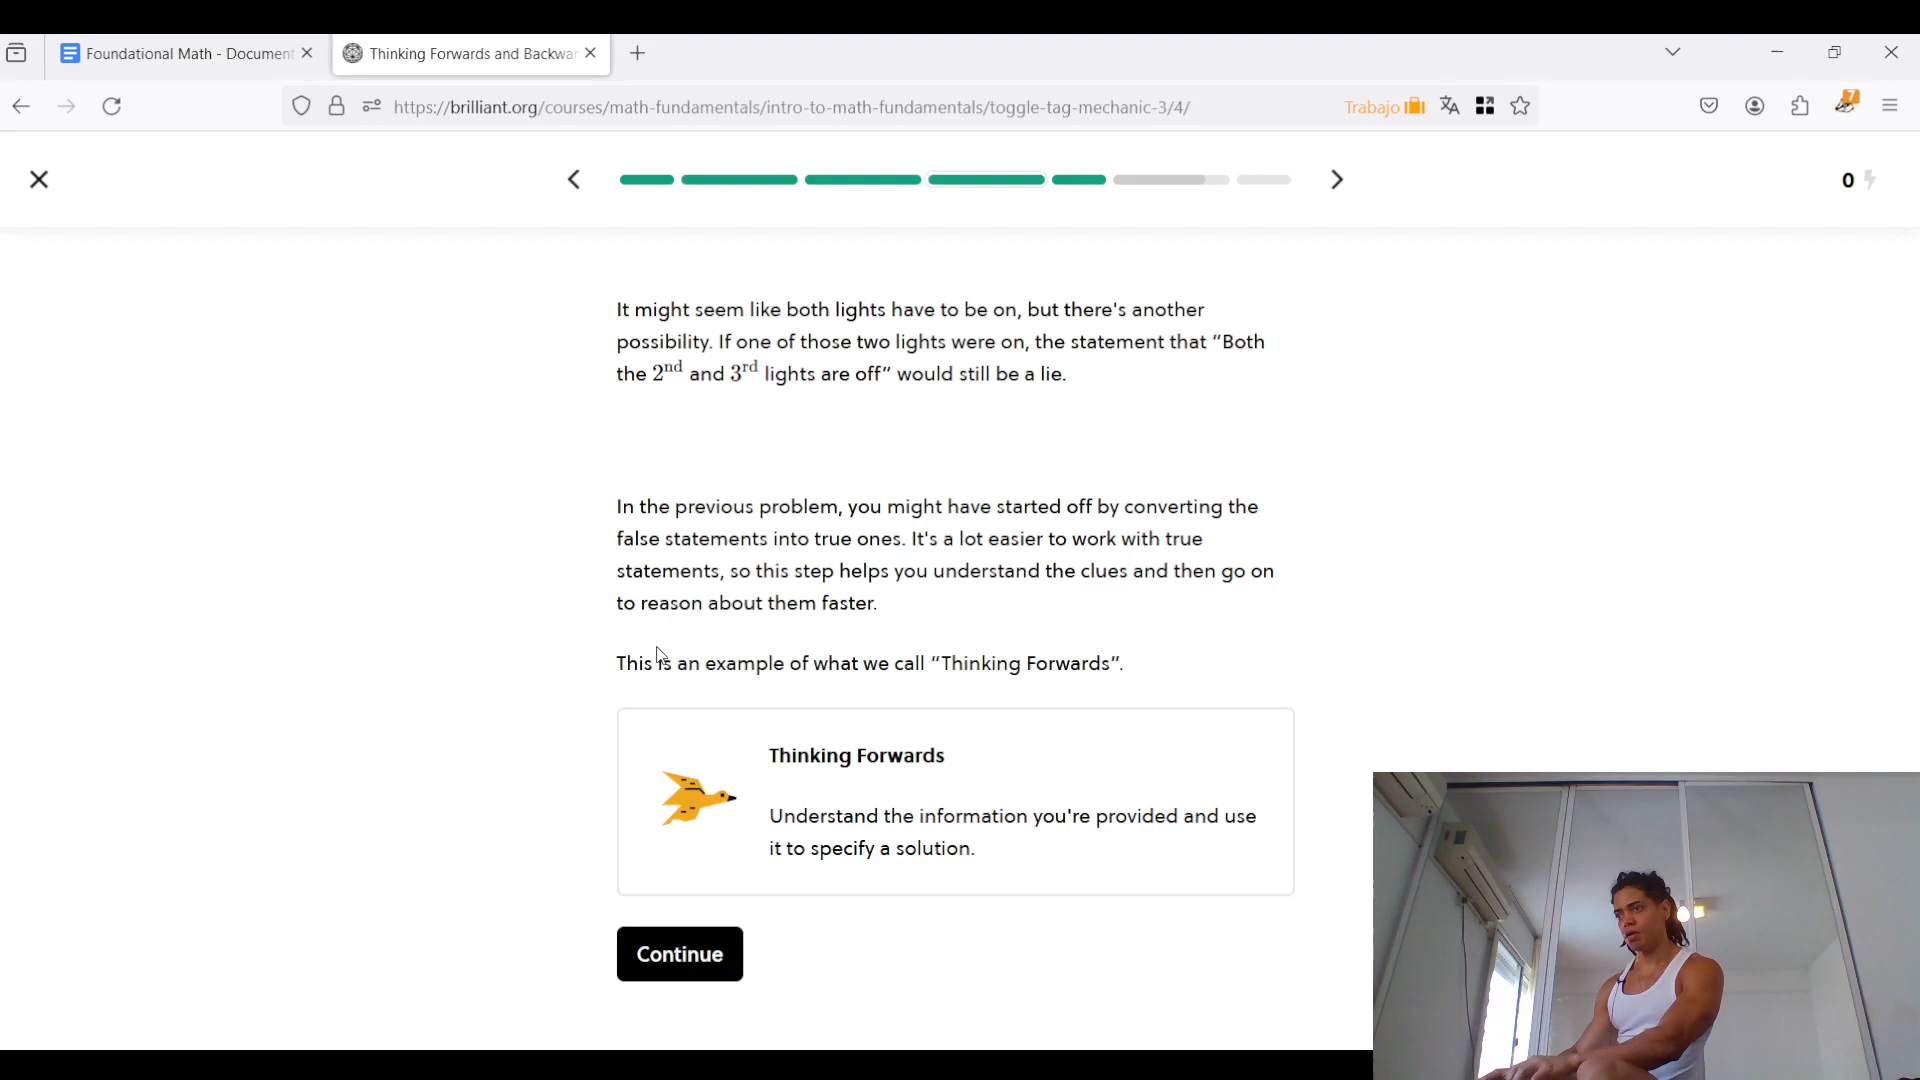 Foundational Math - Document
Thinking Forwards and Backwar
https://brilliant.org/courses/math-fundamentals/intro-to-math-fundamentals/toggle-tag-mechanic-3/4/
Trabajo
7
0
It might seem like both lights have to be on, but there's another
possibility. If one of those two lights were on, the statement that “Both
the 2nd and 3rd lights are off” would still be a lie.
In the previous problem, you might have started off by converting the
false statements into true ones. It's a lot easier to work with true
statements, so this step helps you understand the clues and then go on
to reason about them faster.
This is an example of what we call “Thinking Forwards”.
Thinking Forwards
Understand the information you're provided and use
it to specify a solution.
Continue